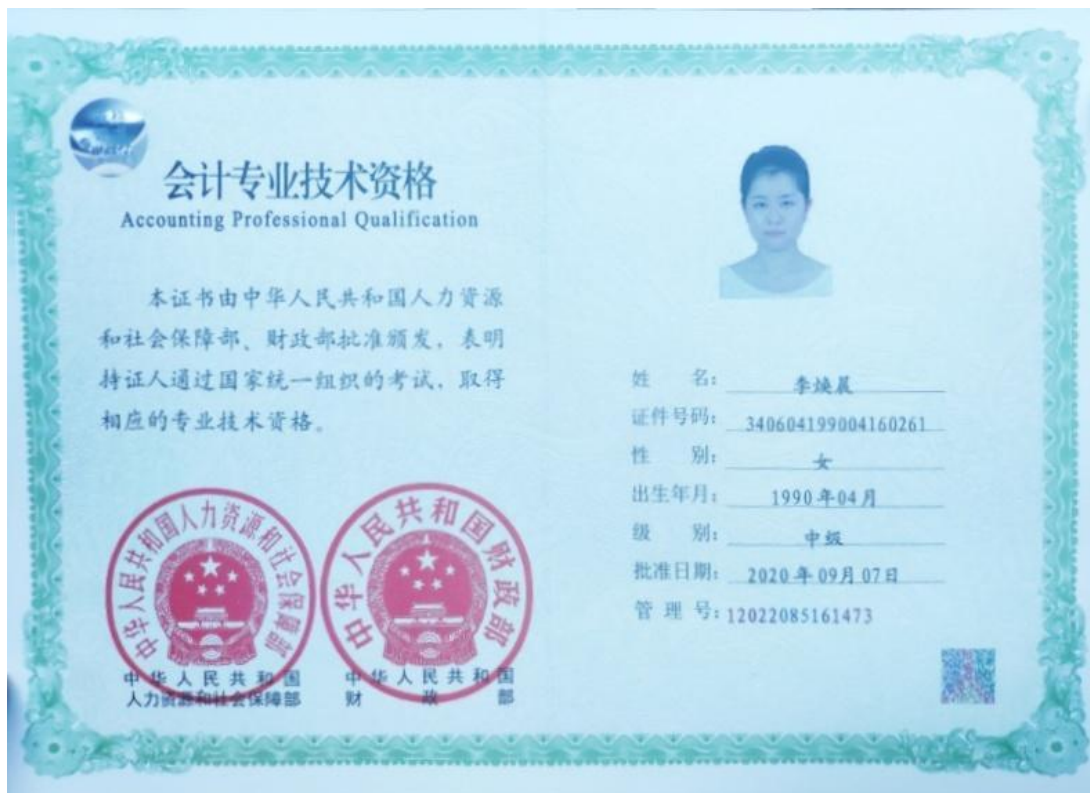 会计专业技术资格
Accounting Professional Qualification
本证书由中华人民共和国人力资源
和社会保障部、财政部批准颁发，表明
持证人通过国家统一组织的考试，取得
相应的专业技术资格。
中华人民共和国人力资源和社会保障部
中华人民共和国财政部
中华人民共和国
人力资源和社会保障部
中华人民共和国
财政部
姓名：李焕晨
证件号码：340604199004160261
性别：女
出生年月：1990年04月
级别：中级
批准日期：2020年09月07日
管理号：12022085161473